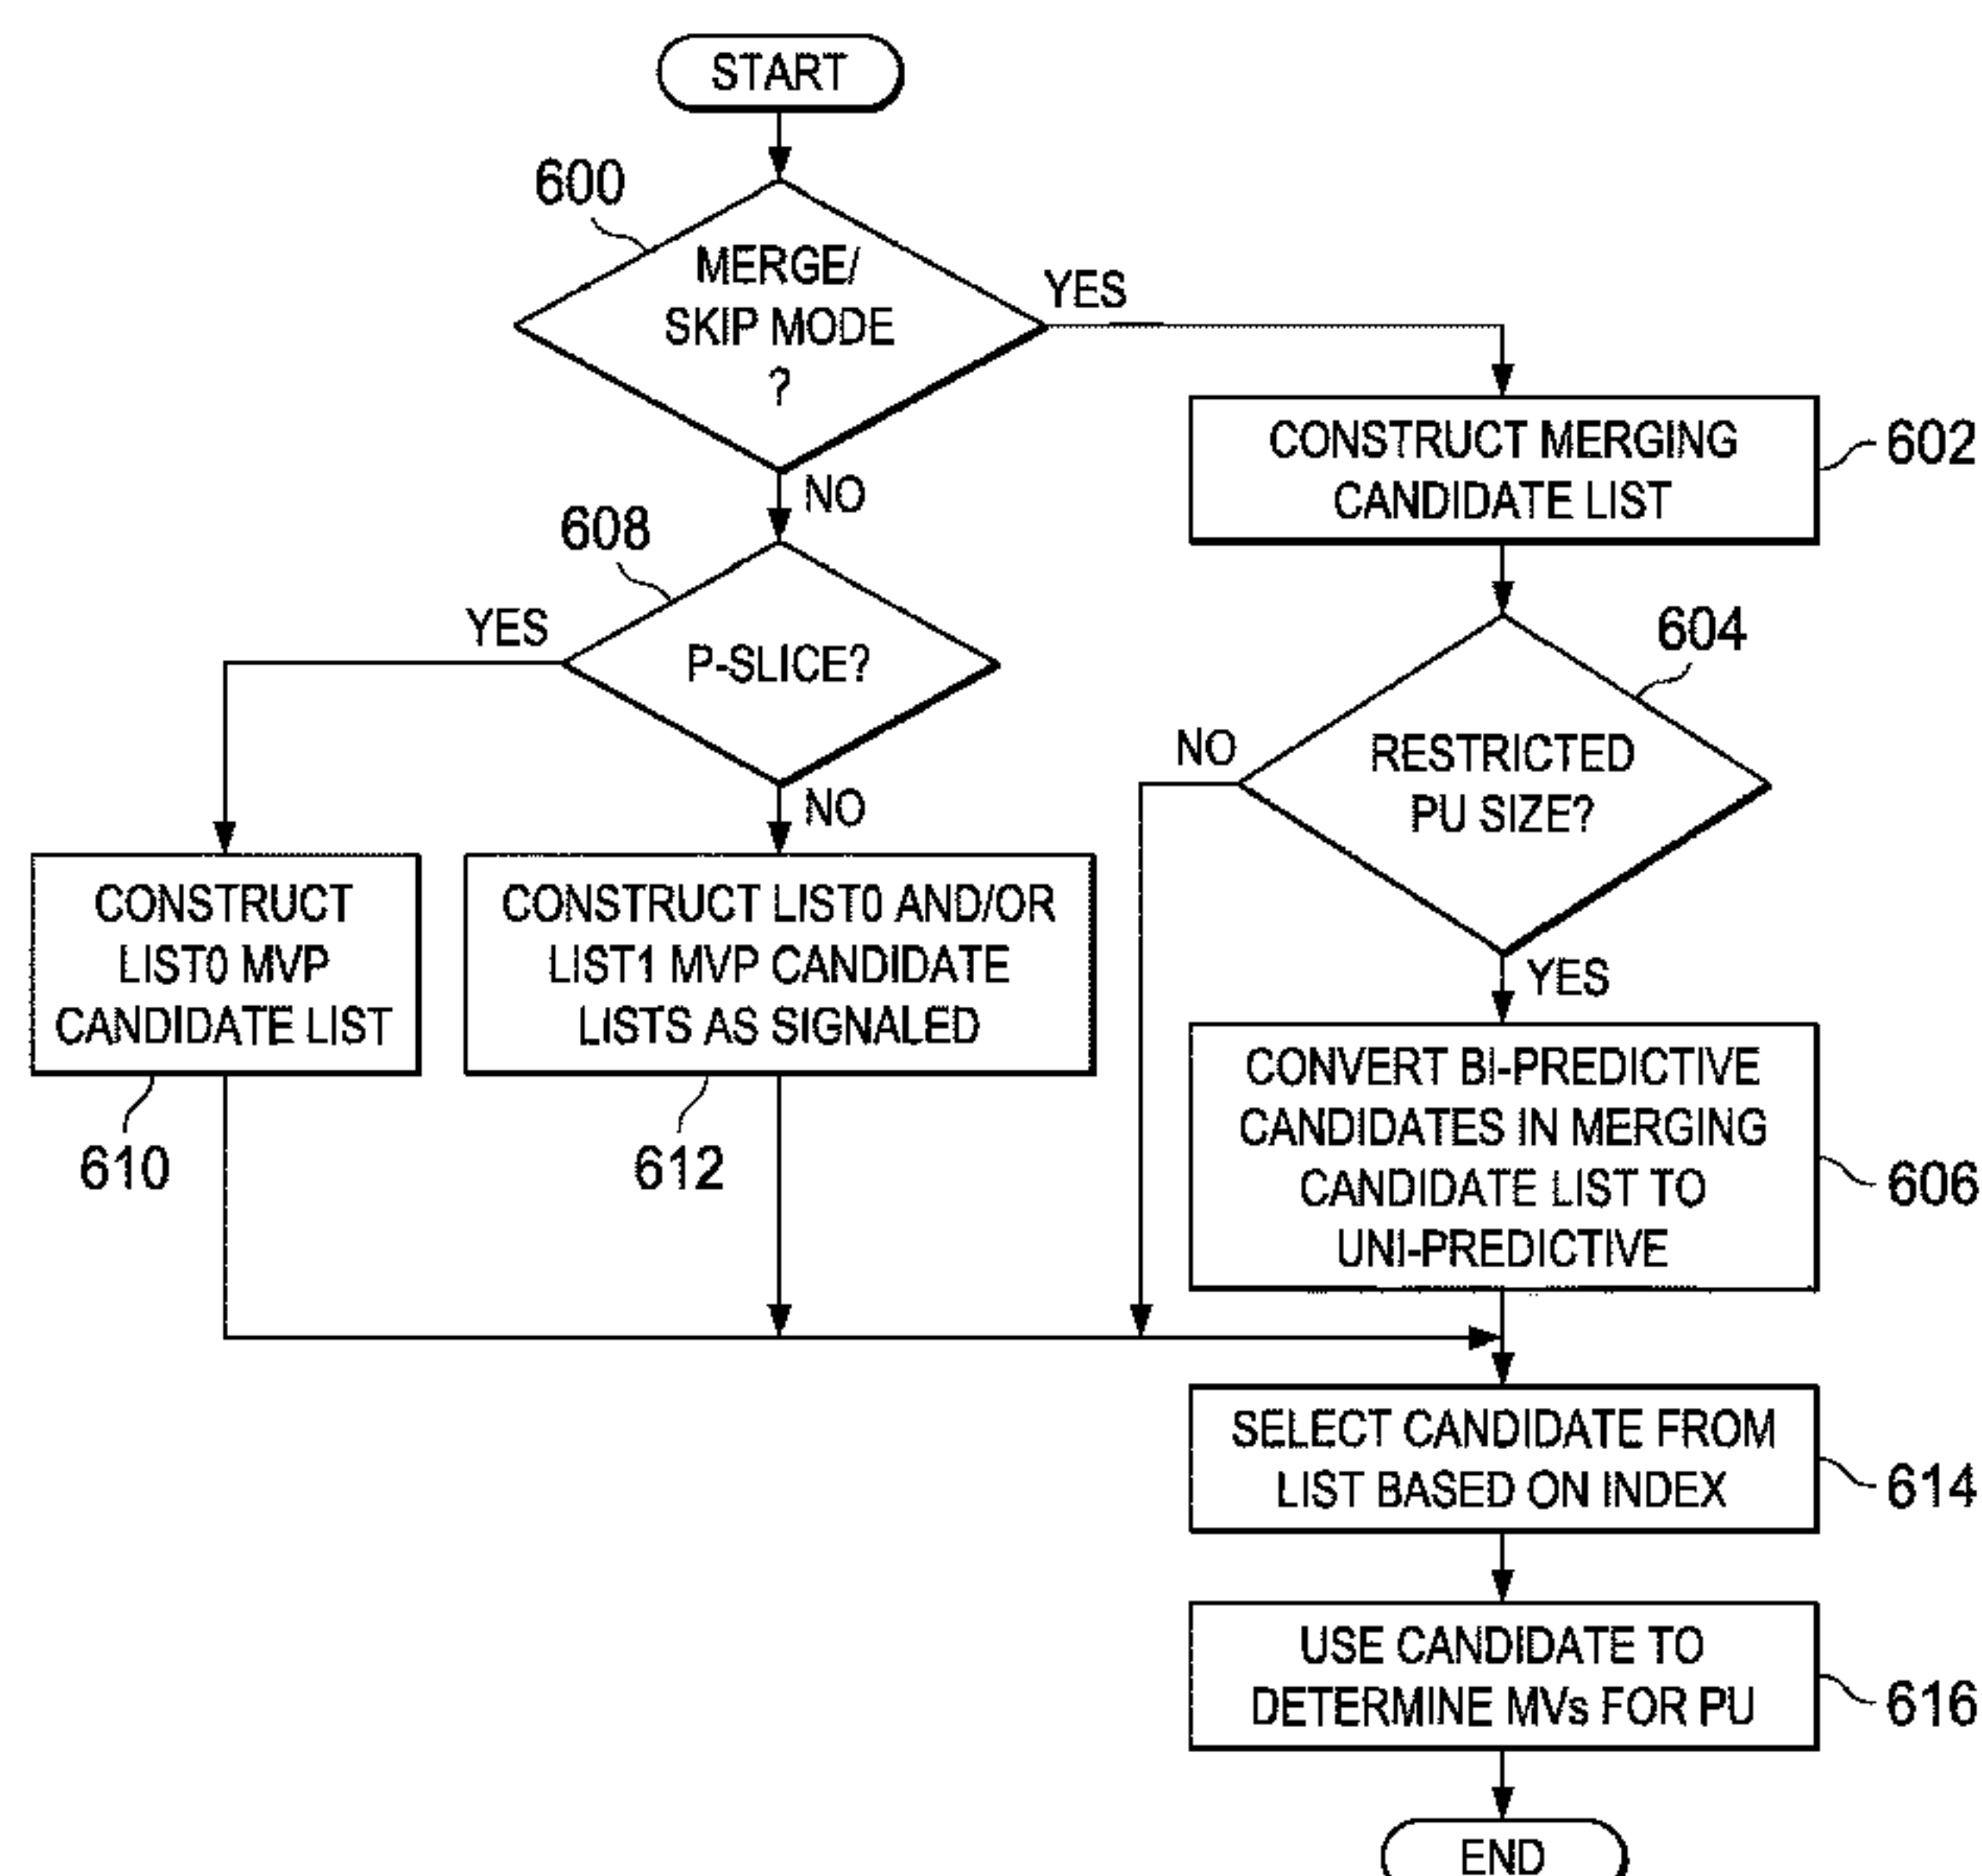 START
600
MERGE/
SKIP MODE
?
YES
NO
CONSTRUCT MERGING
CANDIDATE LIST
602
608
P-SLICE?
YES
NO
604
RESTRICTED
PU SIZE?
NO
YES
CONSTRUCT
LIST0 MVP
CANDIDATE LIST
610
CONSTRUCT LIST0 AND/OR
LIST1 MVP CANDIDATE
LISTS AS SIGNALED
612
CONVERT BI-PREDICTIVE
CANDIDATES IN MERGING
CANDIDATE LIST TO
UNI-PREDICTIVE
606
SELECT CANDIDATE FROM
LIST BASED ON INDEX
614
USE CANDIDATE TO
DETERMINE MVs FOR PU
616
END